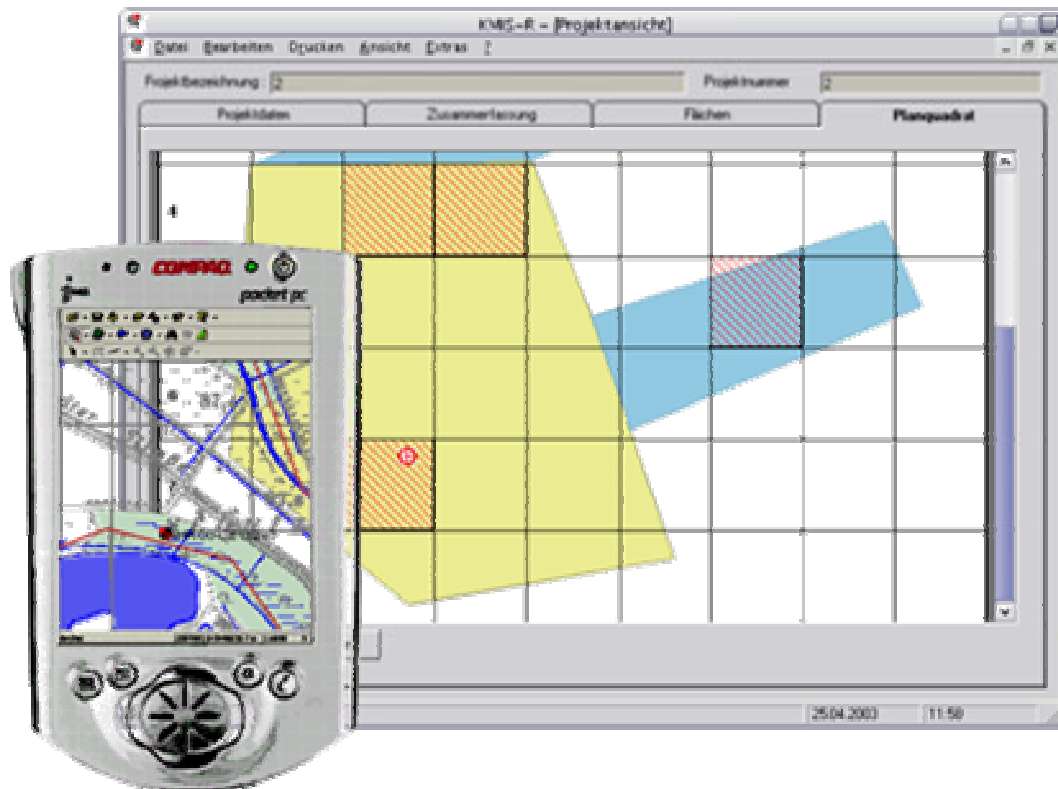 KMIS-R - [Projektansicht]
Datei Bearbeiten Drucken Ansicht Extras ?
Projektbezeichnung: 2 Projektnummer 2
Projektdaten Zusammenfassung Flächen Planquadrat
4
COMPAQ
pocket pc
25.04.2003 11:58